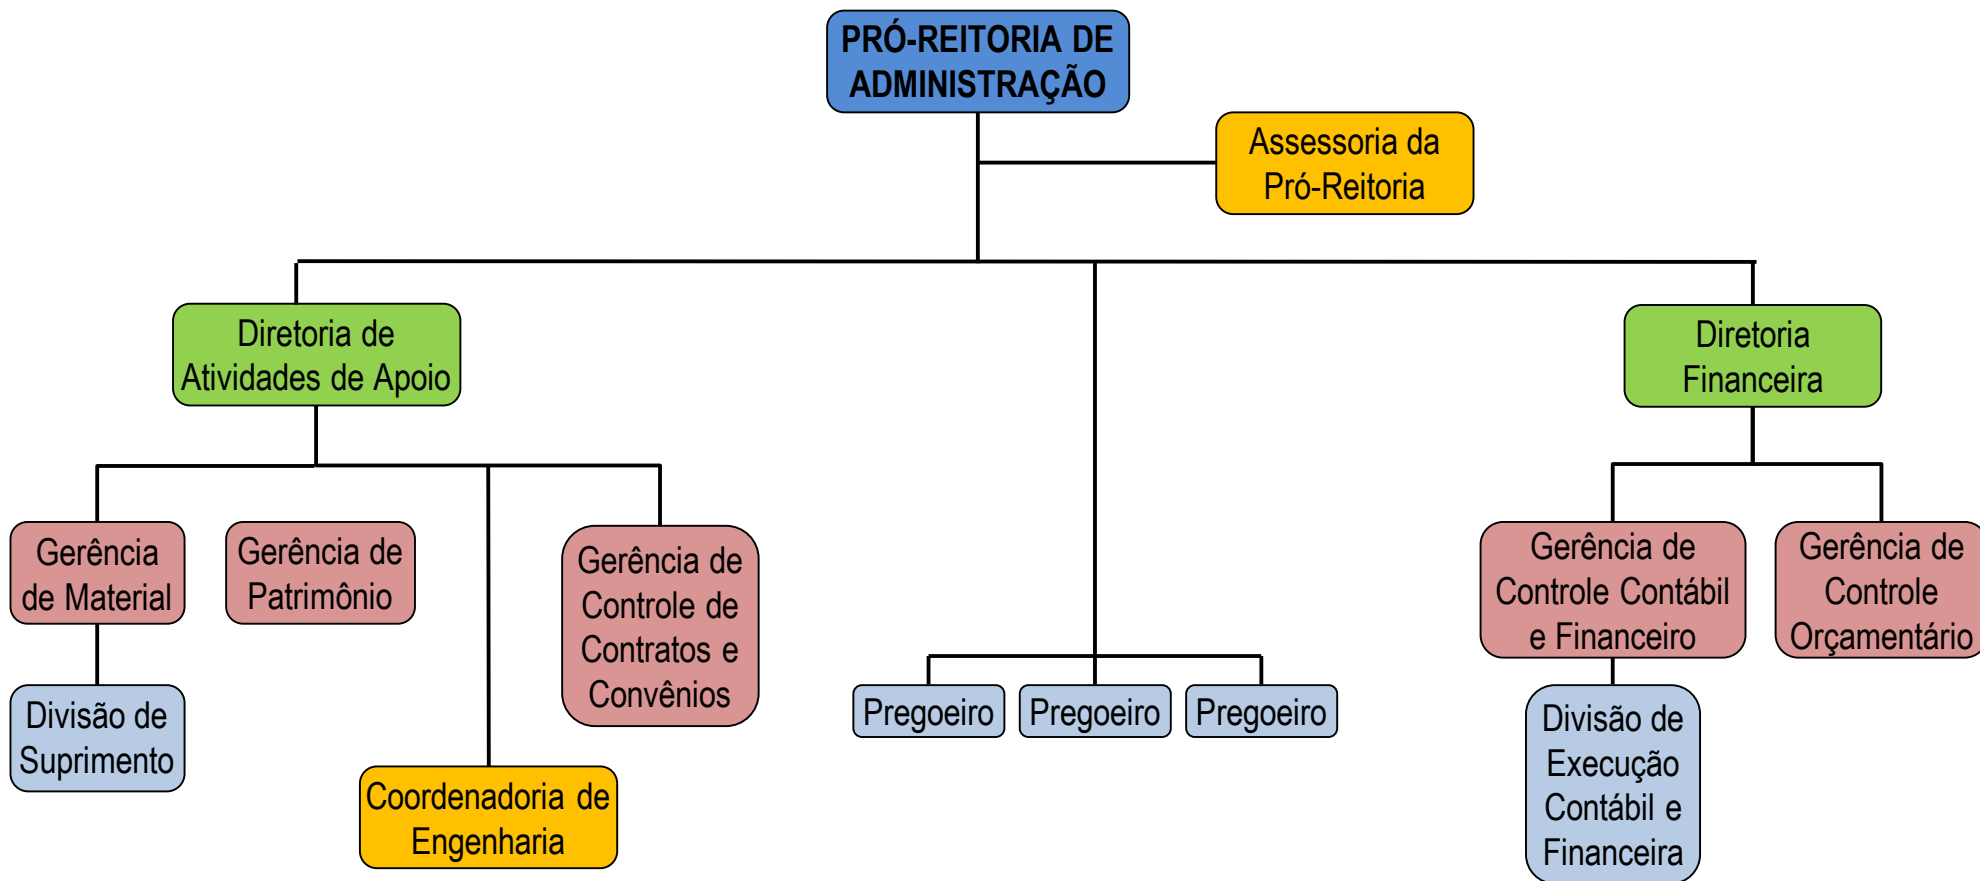 PRÓ-REITORIA DE
ADMINISTRAÇÃO
Assessoria da
Pró-Reitoria
Diretoria de
Atividades de Apoio
Diretoria
Financeira
Gerência
de Material
Gerência de
Patrimônio
Gerência de
Controle de
Contratos e
Convênios
Gerência de
Controle Contábil
e Financeiro
Gerência de
Controle
Orçamentário
Divisão de
Suprimento
Coordenadoria de
Engenharia
Pregoeiro
Pregoeiro
Pregoeiro
Divisão de
Execução
Contábil e
Financeira